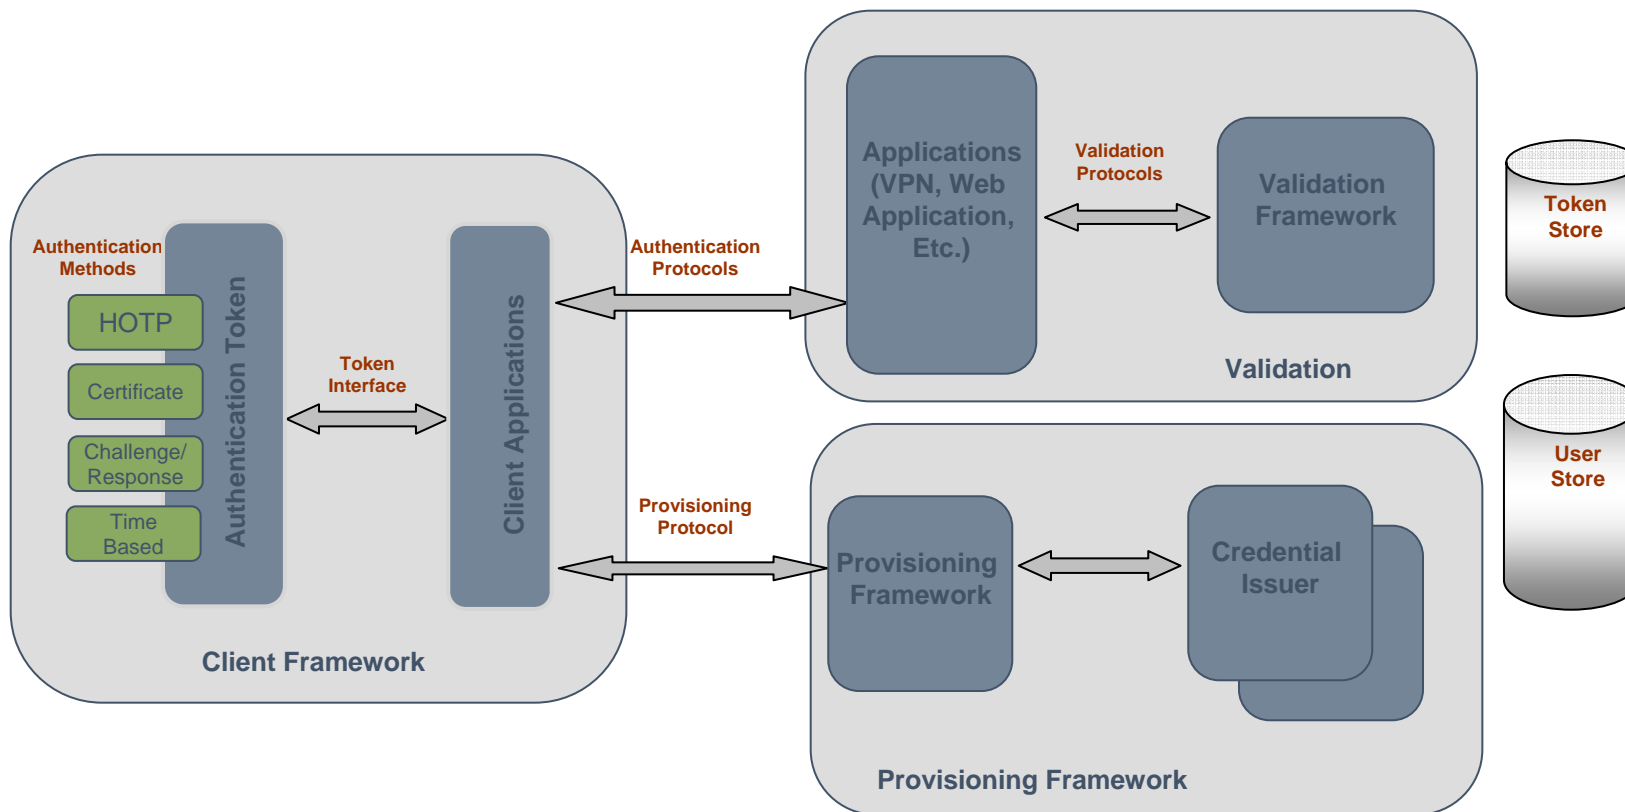 Authentication
Methods
HOTP
Certificate
Challenge/
Response
Time
Based
Authentication Token
Token
Interface
Client Applications
Client Framework
Authentication
Protocols
Provisioning
Protocol
Applications
(VPN, Web
Application,
Etc.)
Validation
Protocols
Validation
Framework
Validation
Provisioning
Framework
Credential
Issuer
Provisioning Framework
Token
Store
User
Store